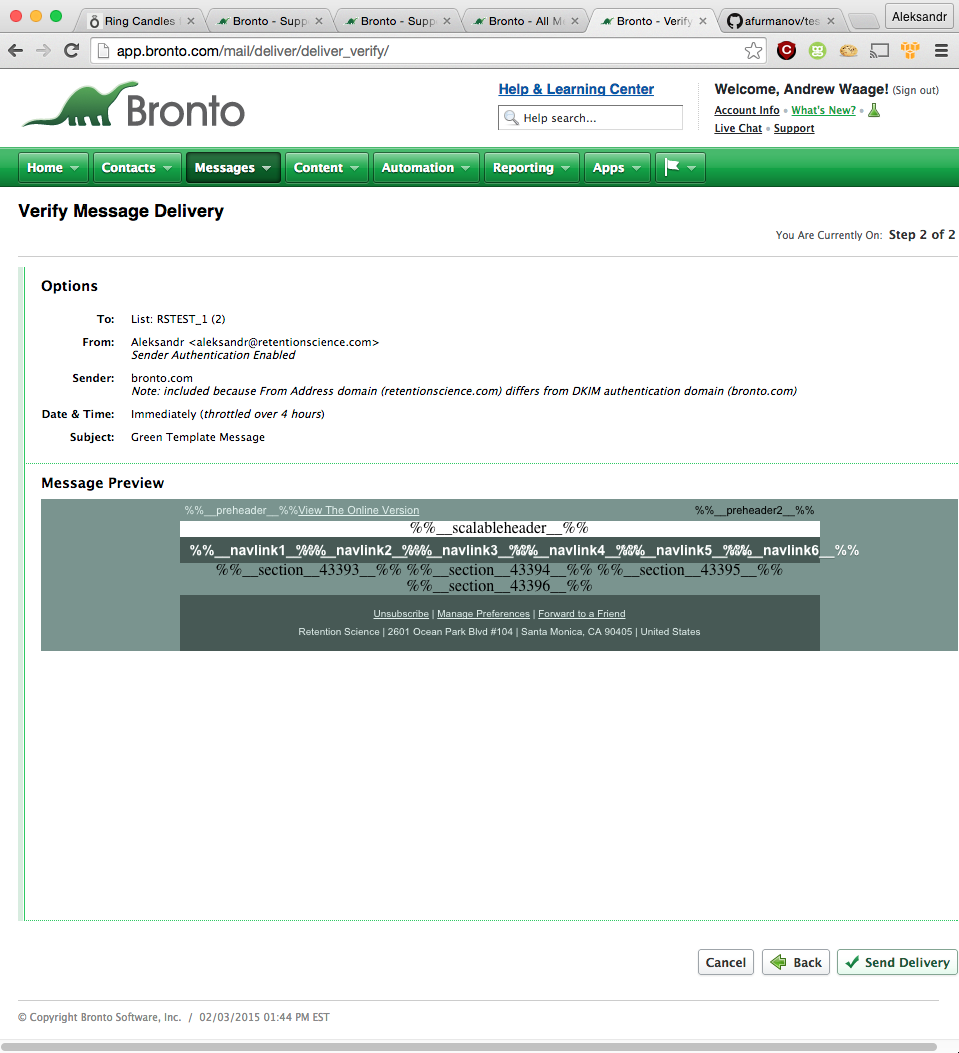 Ring Candles
Bronto - Supp
Bronto - Supp
Bronto - All M
Bronto - Verify
afurmanov/tes
Aleksandr
app.bronto.com/mail/deliver/deliver_verify/
Bronto
Help & Learning Center
Help search...
Welcome, Andrew Waage! (Sign out)
Account Info • What's New? •
Live Chat • Support
Home
Contacts
Messages
Content
Automation
Reporting
Apps
Verify Message Delivery
You Are Currently On: Step 2 of 2
Options
To: List: RSTEST_1 (2)
From: Aleksandr <aleksandr@retentionscience.com>
Sender Authentication Enabled
Sender: bronto.com
Note: included because From Address domain (retentionscience.com) differs from DKIM authentication domain (bronto.com)
Date & Time: Immediately (throttled over 4 hours)
Subject: Green Template Message
Message Preview
%%__preheader__%%View The Online Version
%%__preheader2__%%
%%__scalableheader__%%
%%__navlink1__%%%__navlink2__%%%__navlink3__%%%__navlink4__%%%__navlink5__%%%__navlink6__%%
%%__section__43393__%% %%__section__43394__%% %%__section__43395__%%
%%__section__43396__%%
Unsubscribe | Manage Preferences | Forward to a Friend
Retention Science | 2601 Ocean Park Blvd #104 | Santa Monica, CA 90405 | United States
Cancel
Back
Send Delivery
© Copyright Bronto Software, Inc. / 02/03/2015 01:44 PM EST